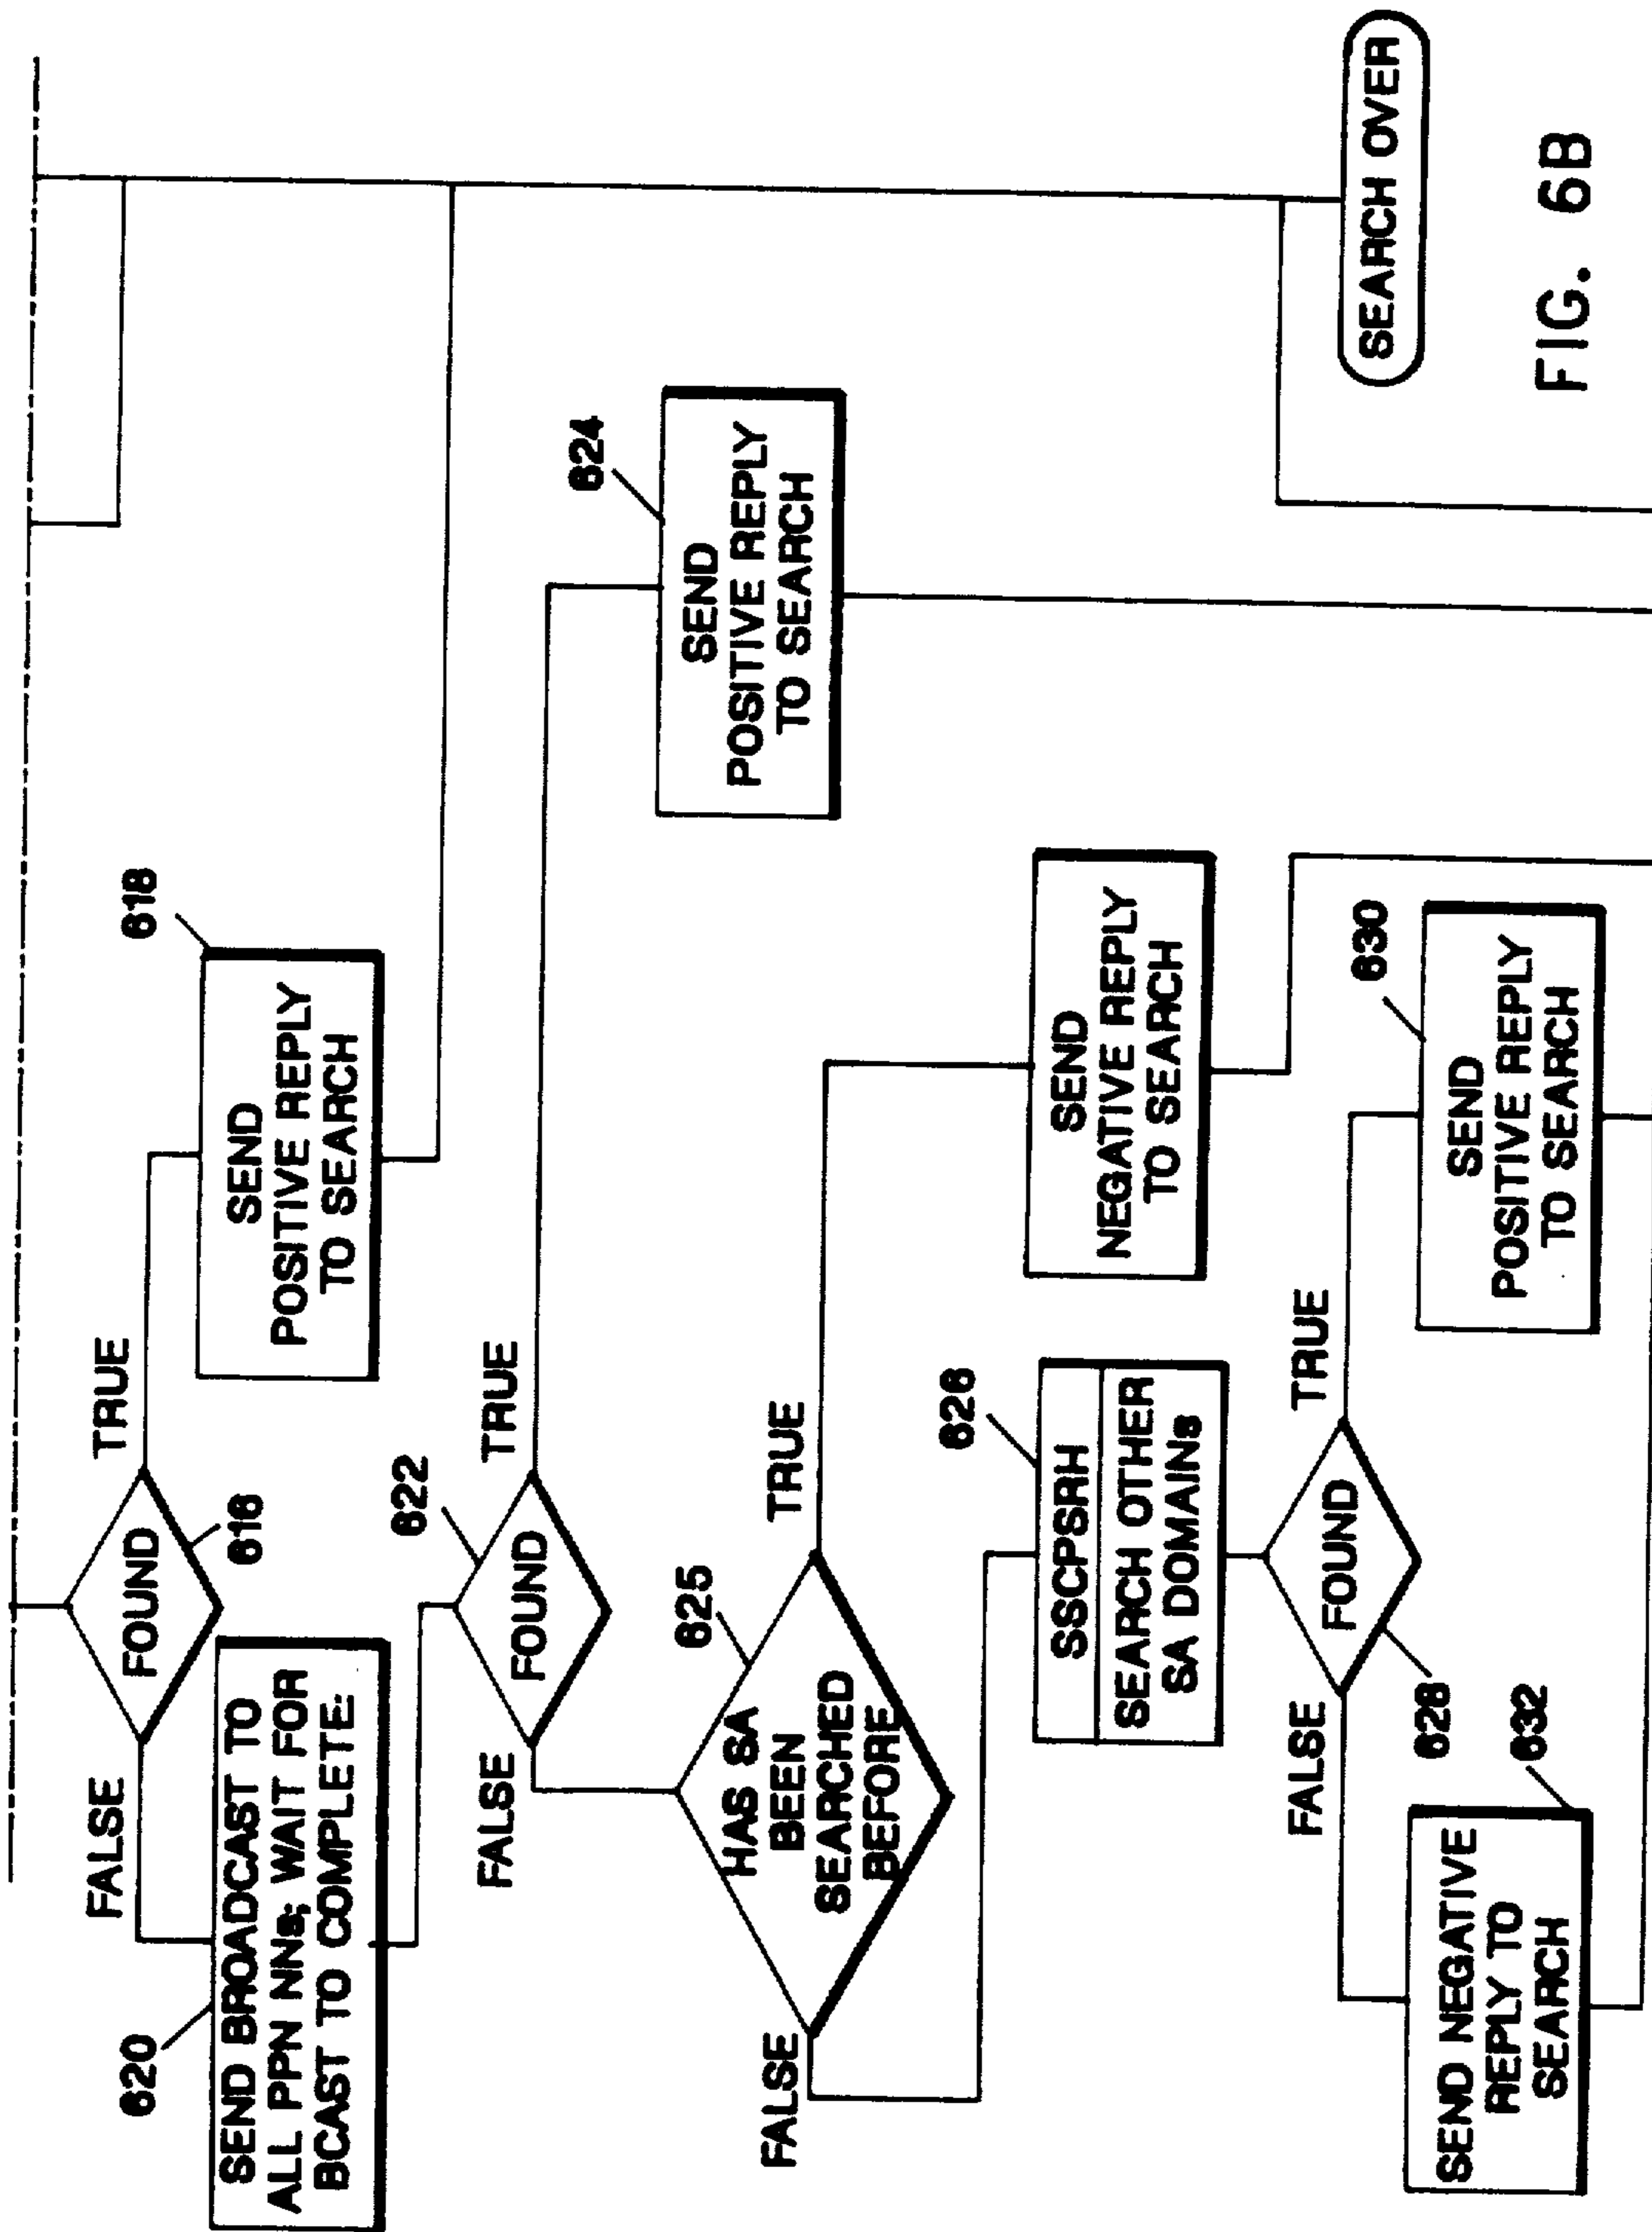 FALSE
FOUND
TRUE
616
618
SEND
POSITIVE REPLY
TO SEARCH
620
SEND BROADCAST TO
ALL PPN NNs; WAIT FOR
BCAST TO COMPLETE.
622
FALSE
FOUND
TRUE
624
SEND
POSITIVE REPLY
TO SEARCH
625
FALSE
HAS SA
BEEN
SEARCHED
BEFORE
TRUE
SEND
NEGATIVE REPLY
TO SEARCH
626
SSCPSRH
SEARCH OTHER
SA DOMAINs
FALSE
FOUND
TRUE
628
630
SEND
POSITIVE REPLY
TO SEARCH
632
SEND NEGATIVE
REPLY TO
SEARCH
SEARCH OVER
FIG. 6B